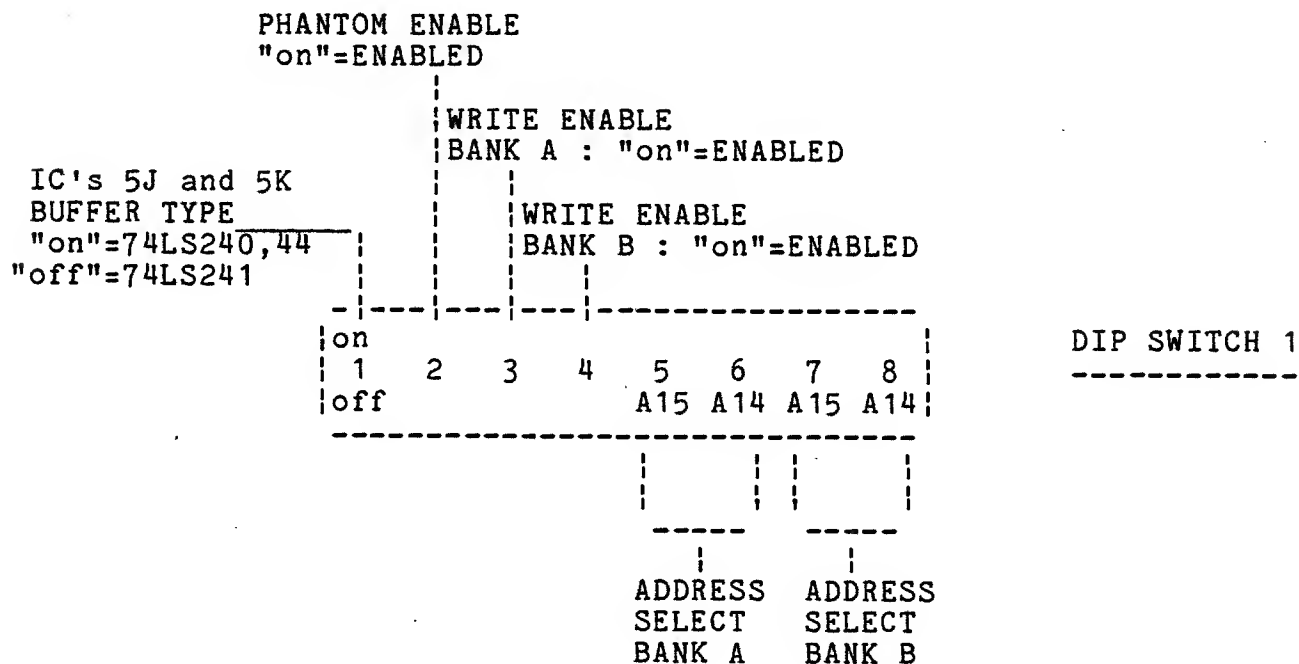 PHANTOM ENABLE
"on"=ENABLED
WRITE ENABLE
BANK A : "on"=ENABLED
IC's 5J and 5K
BUFFER TYPE
"on"=74LS240,44
"off"=74LS241
WRITE ENABLE
BANK B : "on"=ENABLED
on
1 2 3 4 5 6 7 8
off A15 A14 A15 A14
DIP SWITCH 1
ADDRESS ADDRESS
SELECT SELECT
BANK A BANK B